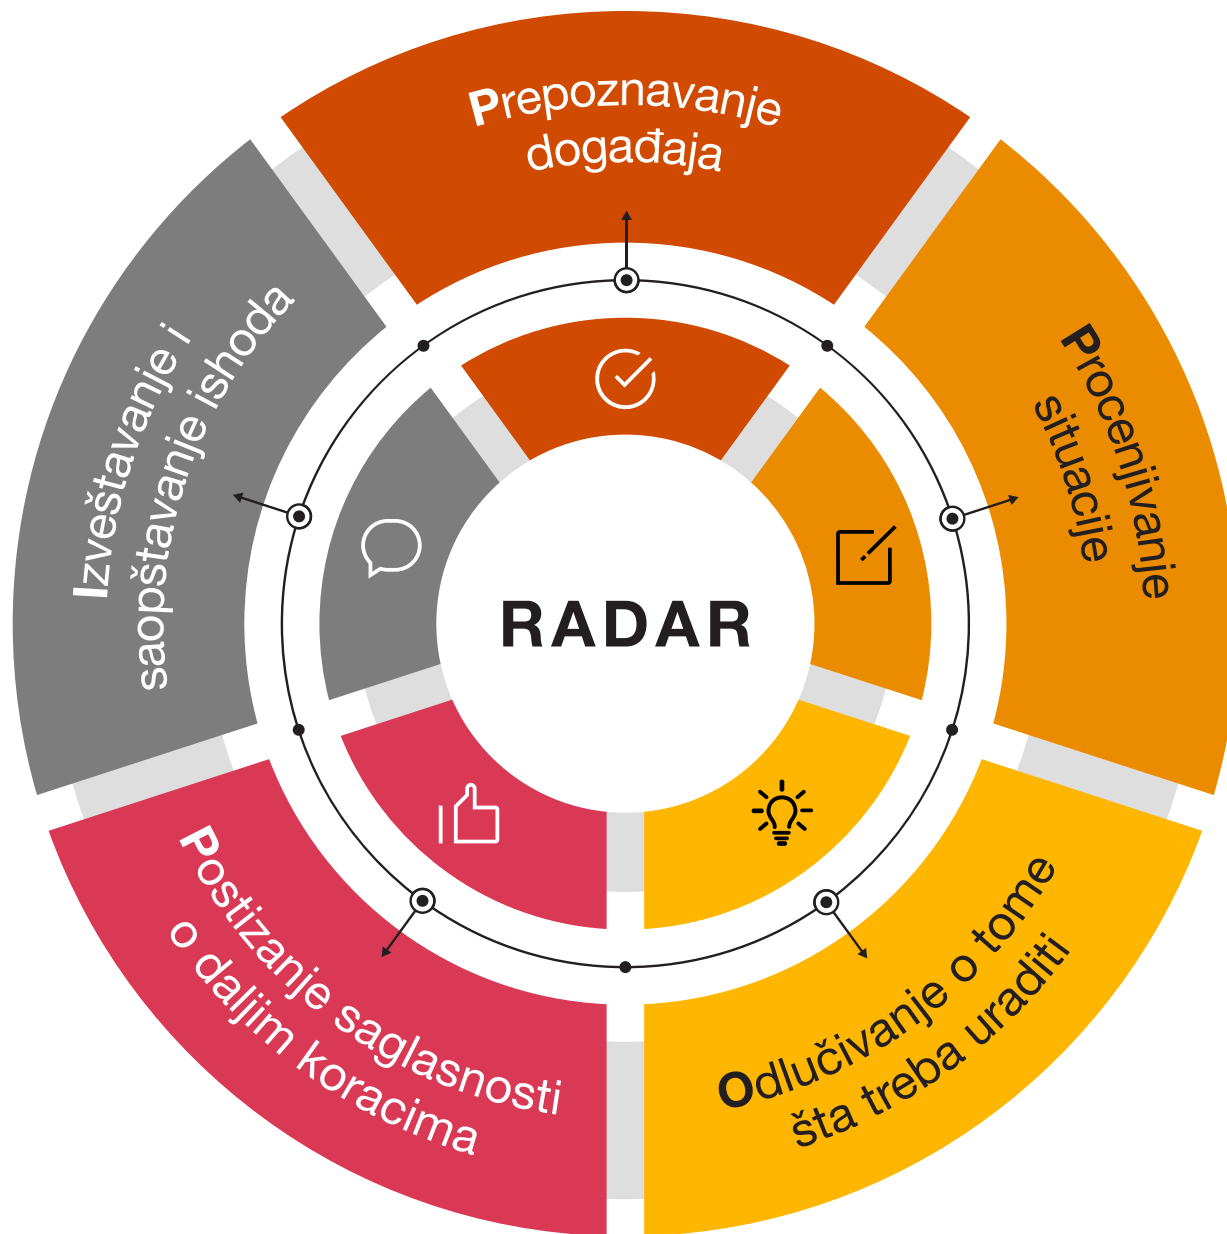 Prepoznavanje
događaja
Procenjivanje
situacije
Odlučivanje o tome
šta treba uraditi
Postizanje saglasnosti
o daljim koracima
Izveštavanje i
saopštavanje ishoda
RADAR